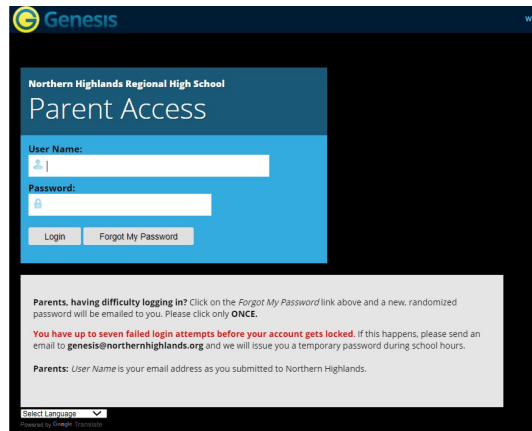 Genesis
W
Northern Highlands Regional High School
Parent Access
User Name:
Password:
Login Forgot My Password
Parents, having difficulty logging in? Click on the Forgot My Password link above and a new, randomized
password will be emailed to you. Please click only ONCE.
You have up to seven failed login attempts before your account gets locked. If this happens, please send an
email to genesis@northernhighlands.org and we will issue you a temporary password during school hours.
Parents: User Name is your email address as you submitted to Northern Highlands.
Select Language
Powered by Google Translate